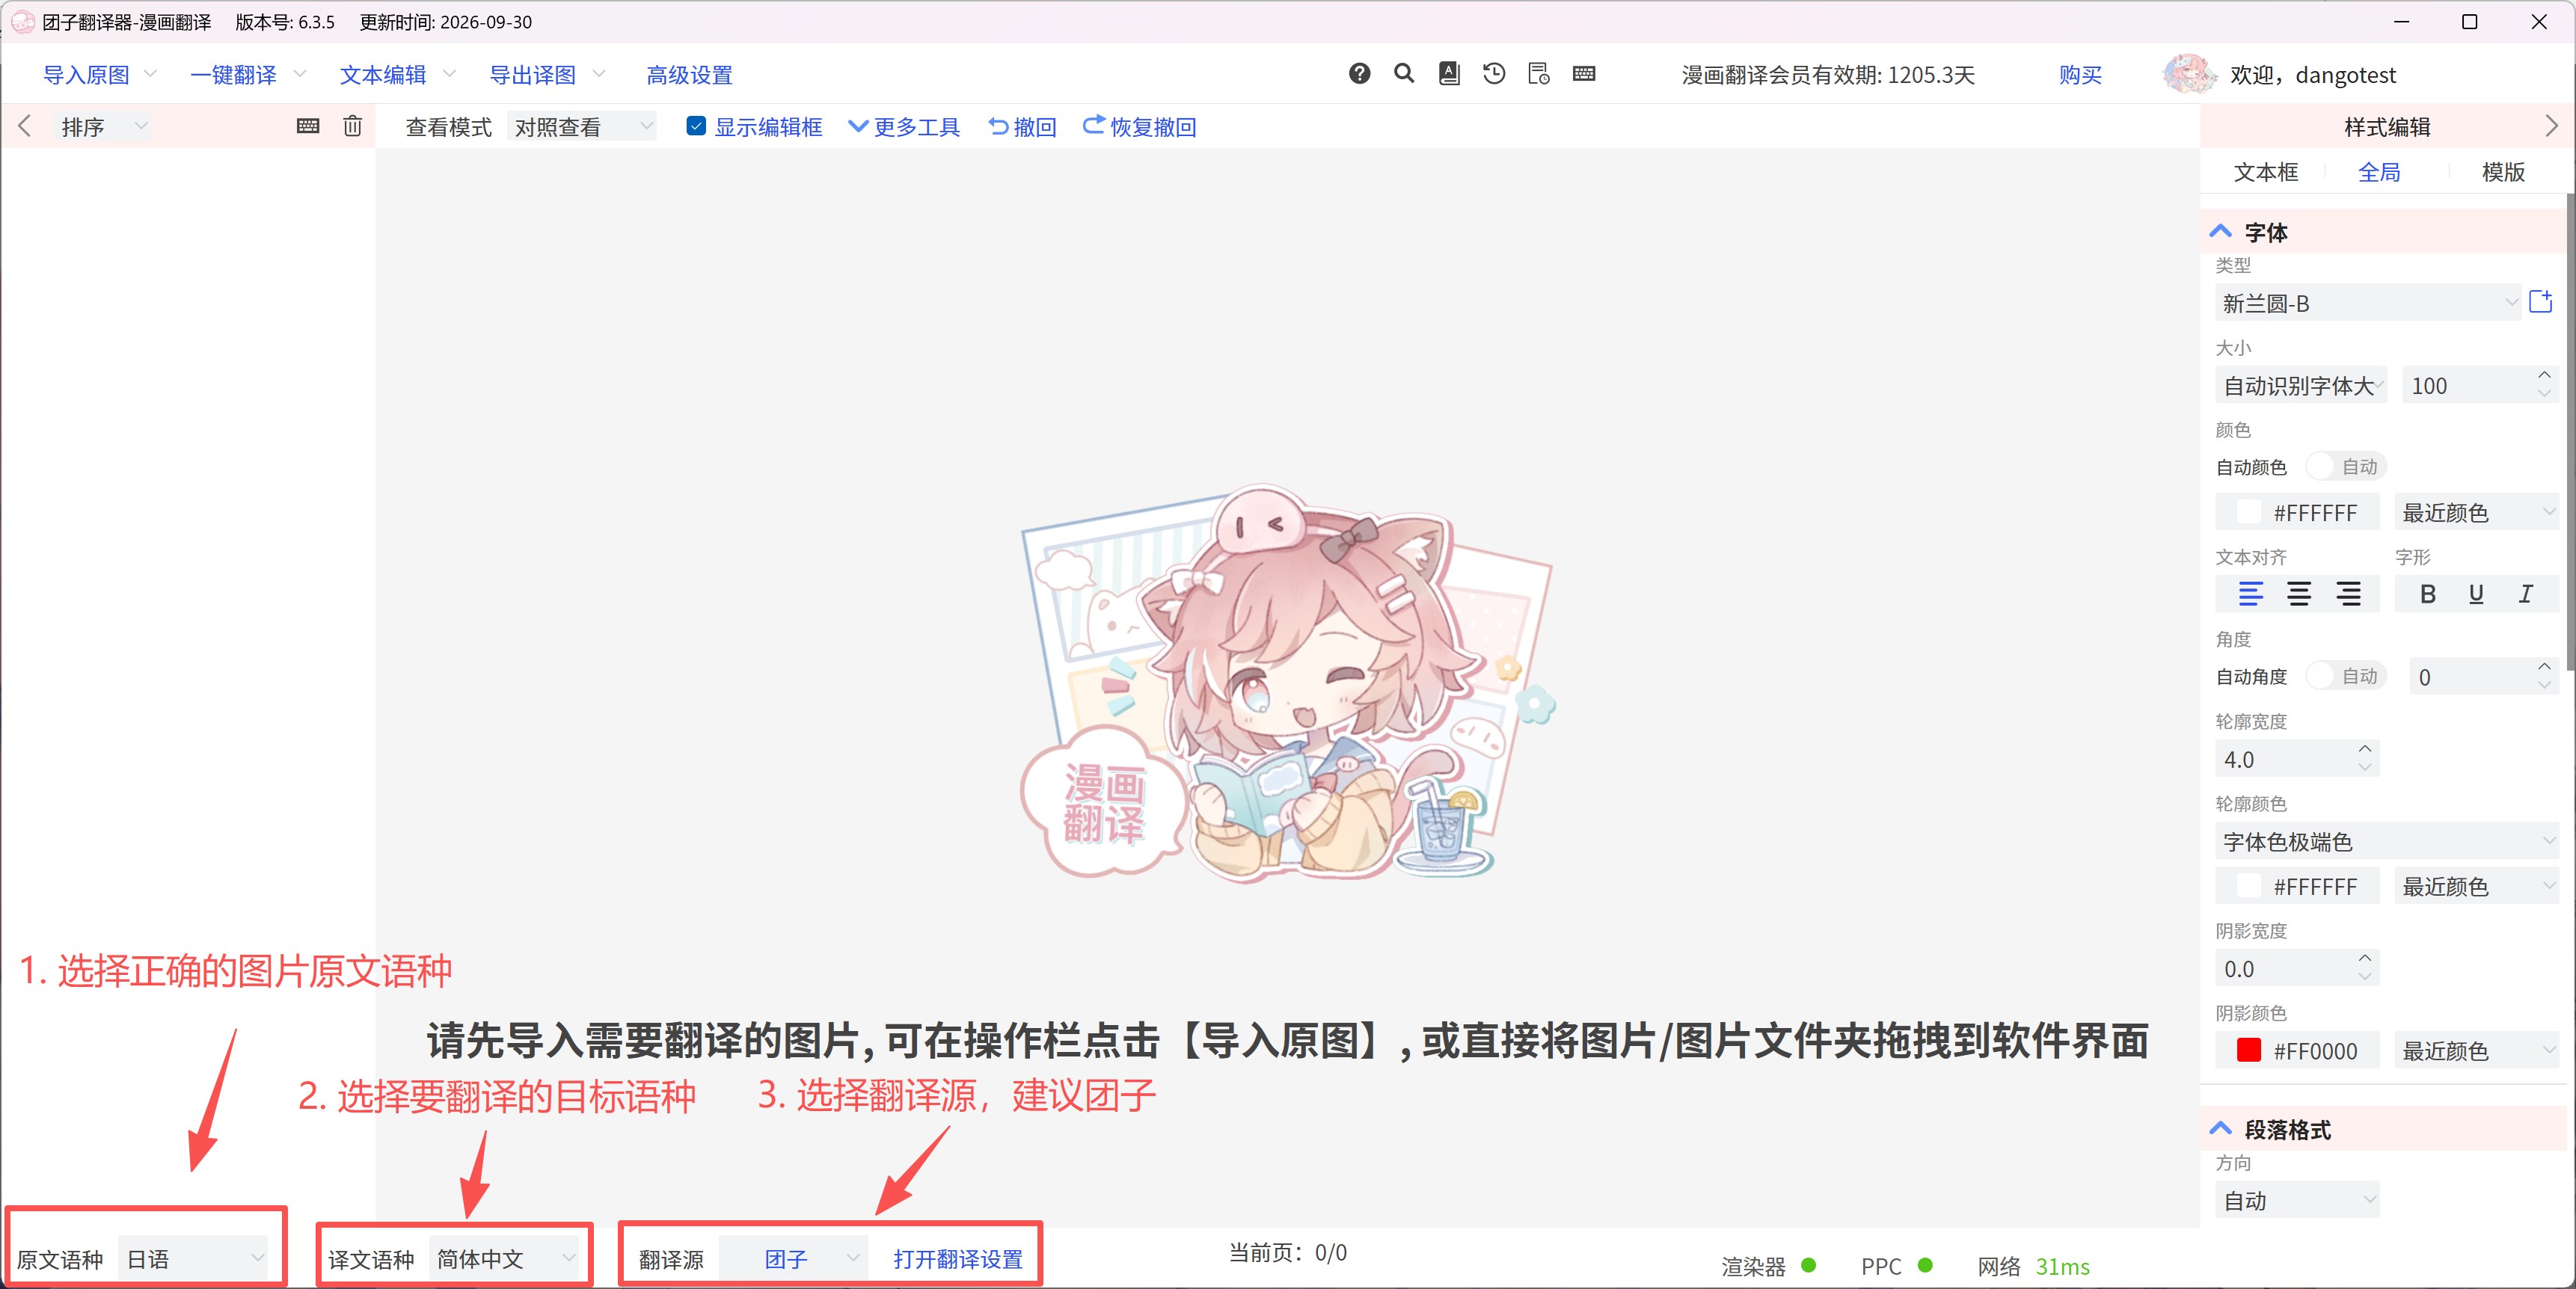 团子翻译器-漫画翻译 版本号: 6.3.5 更新时间: 2026-09-30
导入原图 一键翻译 文本编辑 导出译图 高级设置 漫画翻译会员有效期: 1205.3天 购买 欢迎，dangotest
排序 查看模式 对照查看 显示编辑框 更多工具 撤回 恢复撤回 样式编辑
文本框 全局 模版
字体
类型
新兰圆-B
大小
自动识别字体大 100
颜色
自动颜色 自动
#FFFFFF 最近颜色
文本对齐 字形
B U I
角度
自动角度 自动 0
轮廓宽度
4.0
轮廓颜色
字体色极端色
#FFFFFF 最近颜色
阴影宽度
0.0
阴影颜色
#FF0000 最近颜色
段落格式
方向
自动
漫画
翻译
1. 选择正确的图片原文语种
请先导入需要翻译的图片, 可在操作栏点击【导入原图】, 或直接将图片/图片文件夹拖拽到软件界面
2. 选择要翻译的目标语种 3. 选择翻译源，建议团子
原文语种 日语 译文语种 简体中文 翻译源 团子 打开翻译设置 当前页：0/0 渲染器 PPC 网络 31ms